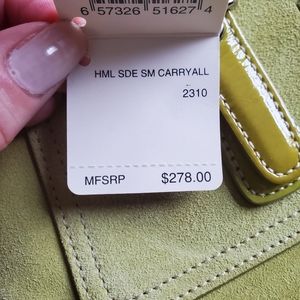 6 57326 51627 4
HML SDE SM CARRYALL
2310
MFSRP $278.00